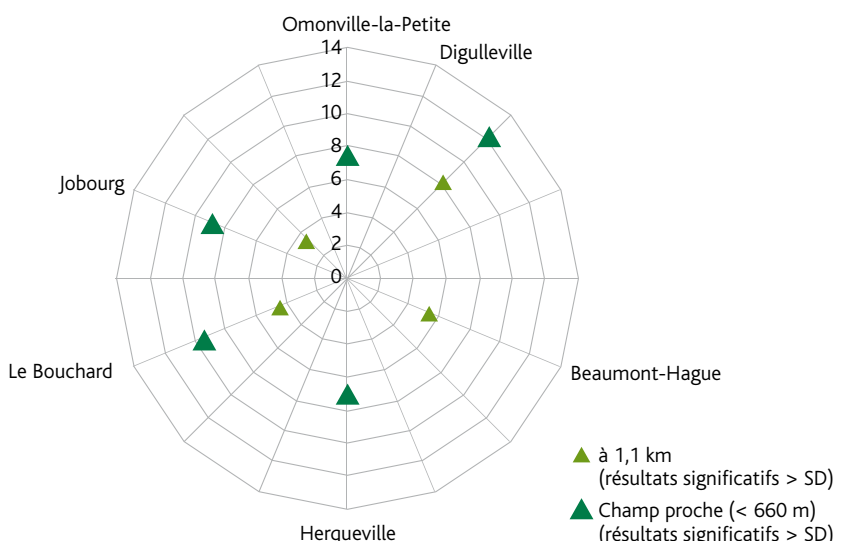 Omonville-la-Petite
14
Digulleville
12
10
8
Jobourg
6
4
2
0
Le Bouchard
Beaumont-Hague
à 1,1 km
(résultats significatifs > SD)
Champ proche (< 660 m)
(résultats significatifs > SD)
Herqueville